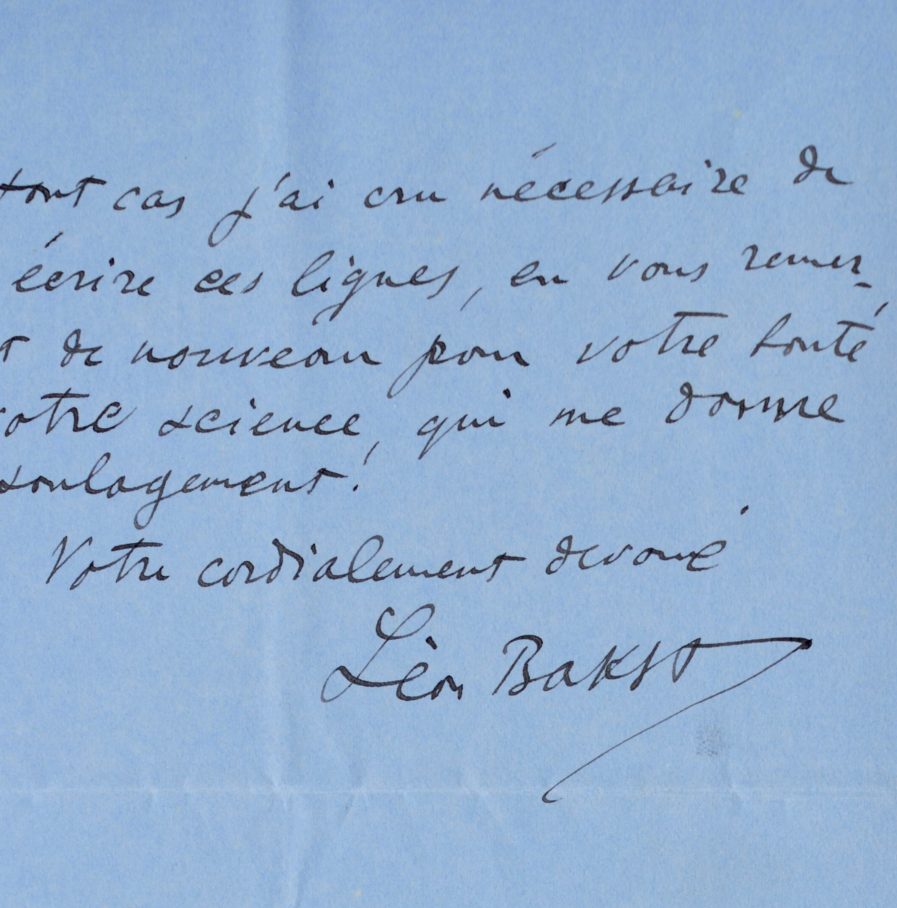 tout cas j'ai cru nécessaire de
écrire ces lignes, en vous remer-
t de nouveau pour votre bonté
votre science, qui me donne
soulagement!
Votre cordialement devoué
Léon Bakst